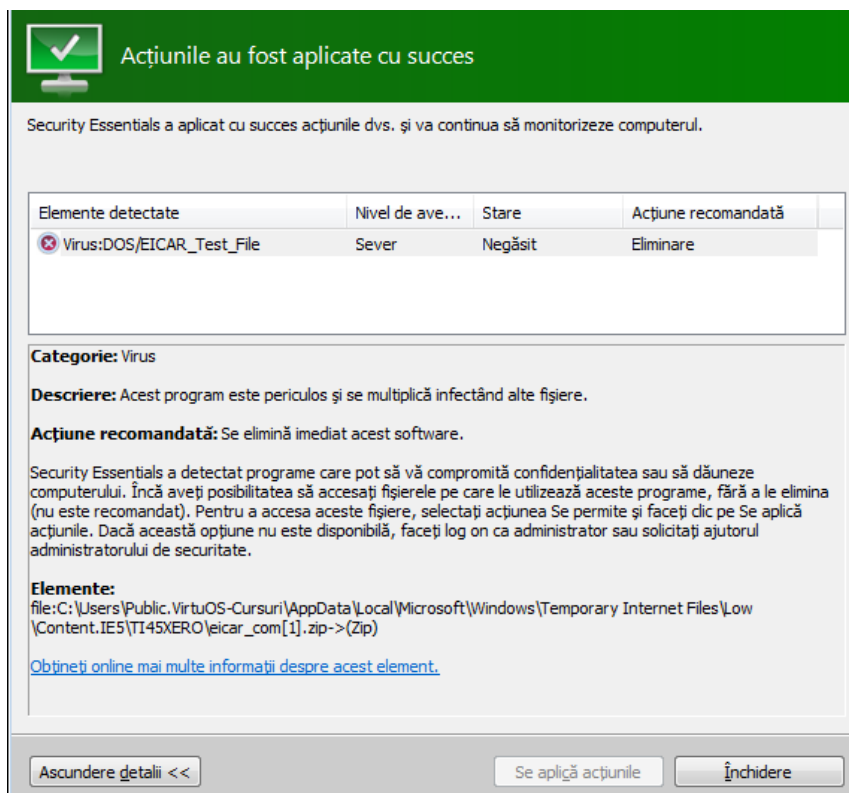 Acțiunile au fost aplicate cu succes
Security Essentials a aplicat cu succes acțiunile dvs. și va continua să monitorizeze computerul.
Elemente detectate Nivel de ave... Stare Acțiune recomandată
Virus:DOS/EICAR_Test_File Sever Negăsit Eliminare
Categorie: Virus
Descriere: Acest program este periculos și se multiplică infectând alte fișiere.
Acțiune recomandată: Se elimină imediat acest software.
Security Essentials a detectat programe care pot să vă compromită confidențialitatea sau să dăuneze
computerului. Încă aveți posibilitatea să accesați fișierele pe care le utilizează aceste programe, fără a le elimina
(nu este recomandat). Pentru a accesa aceste fișiere, selectați acțiunea Se permite și faceți clic pe Se aplică
acțiunile. Dacă această opțiune nu este disponibilă, faceți log on ca administrator sau solicitați ajutorul
administratorului de securitate.
Elemente:
file:C:\Users\Public.VirtuOS-Cursuri\AppData\Local\Microsoft\Windows\Temporary Internet Files\Low
\Content.IE5\TI45XERO\eicar_com[1].zip->(Zip)
Obțineți online mai multe informații despre acest element.
Ascundere detalii << Se aplică acțiunile Închidere